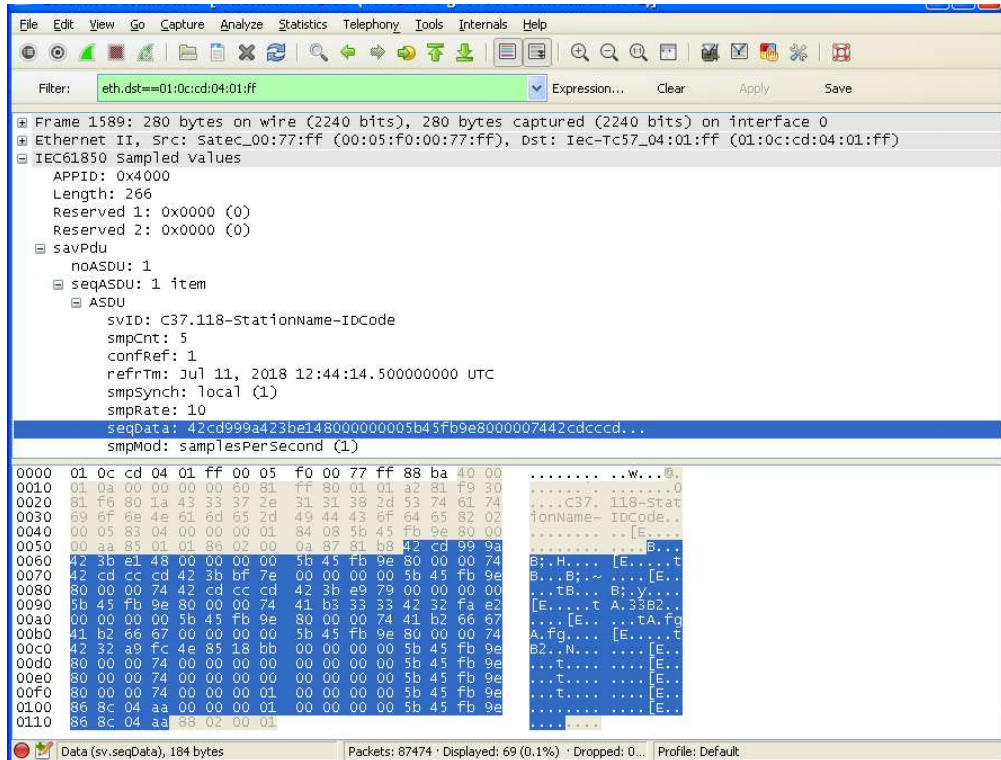 File Edit View Go Capture Analyze Statistics Telephony Tools Internals Help
Filter: eth.dst==01:0c:cd:04:01:ff Expression... Clear Apply Save
Frame 1589: 280 bytes on wire (2240 bits), 280 bytes captured (2240 bits) on interface 0
Ethernet II, Src: Satec_00:77:ff (00:05:f0:00:77:ff), Dst: Iec-Tc57_04:01:ff (01:0c:cd:04:01:ff)
IEC61850 Sampled Values
APPID: 0x4000
Length: 266
Reserved 1: 0x0000 (0)
Reserved 2: 0x0000 (0)
savPdu
noASDU: 1
seqASDU: 1 item
ASDU
svID: C37.118-StationName-IDCode
smpCnt: 5
confRef: 1
refrTm: Jul 11, 2018 12:44:14.500000000 UTC
smpSynch: local (1)
smpRate: 10
seqData: 42cd999a423be148000000005b45fb9e8000007442cdcccd...
smpMod: samplesPerSecond (1)
0000 01 0c cd 04 01 ff 00 05 f0 00 77 ff 88 ba 40 00 ........ ..w...@.
0010 01 0a 00 00 00 00 60 81 ff 80 01 01 a2 81 f9 30 ......`. .......0
0020 81 f6 80 1a 43 33 37 2e 31 31 38 2d 53 74 61 74 ....C37. 118-Stat
0030 69 6f 6e 4e 61 6d 65 2d 49 44 43 6f 64 65 82 02 ionName- IDCode..
0040 00 05 83 04 00 00 00 01 84 08 5b 45 fb 9e 80 00 ........ ..[E....
0050 00 aa 85 01 01 86 02 00 0a 87 81 b8 42 cd 99 9a ........ ....B...
0060 42 3b e1 48 00 00 00 00 5b 45 fb 9e 80 00 00 74 B;.H.... [E.....t
0070 42 cd cc cd 42 3b bf 7e 00 00 00 00 5b 45 fb 9e B...B;.~ ....[E..
0080 80 00 00 74 42 cd cc cd 42 3b e9 79 00 00 00 00 ...tB... B;.y....
0090 5b 45 fb 9e 80 00 00 74 41 b3 33 33 42 32 fa e2 [E.....t A.33B2..
00a0 00 00 00 00 5b 45 fb 9e 80 00 00 74 41 b2 66 67 ....[E.. ...tA.fg
00b0 41 b2 66 67 00 00 00 00 5b 45 fb 9e 80 00 00 74 A.fg.... [E.....t
00c0 42 32 a9 fc 4e 85 18 bb 00 00 00 00 5b 45 fb 9e B2..N... ....[E..
00d0 80 00 00 74 00 00 00 00 00 00 00 00 5b 45 fb 9e ...t.... ....[E..
00e0 80 00 00 74 00 00 00 00 00 00 00 00 5b 45 fb 9e ...t.... ....[E..
00f0 80 00 00 74 00 00 00 01 00 00 00 00 5b 45 fb 9e ...t.... ....[E..
0100 86 8c 04 aa 00 00 00 01 00 00 00 00 5b 45 fb 9e ........ ....[E..
0110 86 8c 04 aa 88 02 00 01 ........
Data (sv.seqData), 184 bytes Packets: 87474 · Displayed: 69 (0.1%) · Dropped: 0... Profile: Default